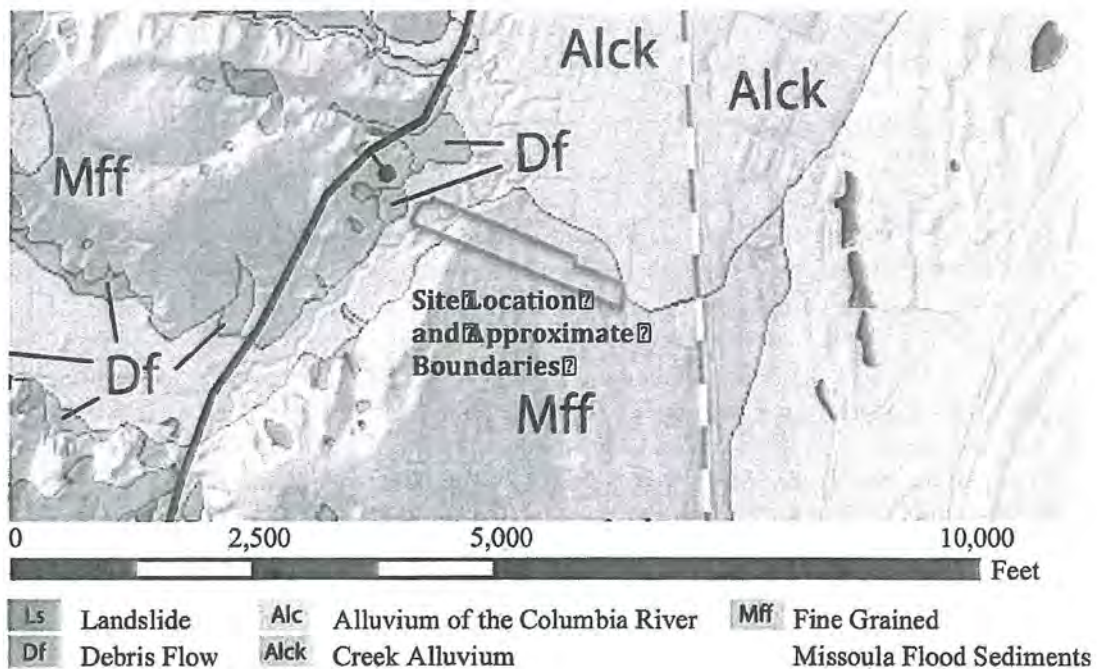 Alck
Alck
Df
Mff
Site Location
and Approximate
Boundaries
Df
Mff
0 2,500 5,000 10,000
Feet
Ls Landslide Alc Alluvium of the Columbia River Mff Fine Grained
Df Debris Flow Alck Creek Alluvium Missoula Flood Sediments